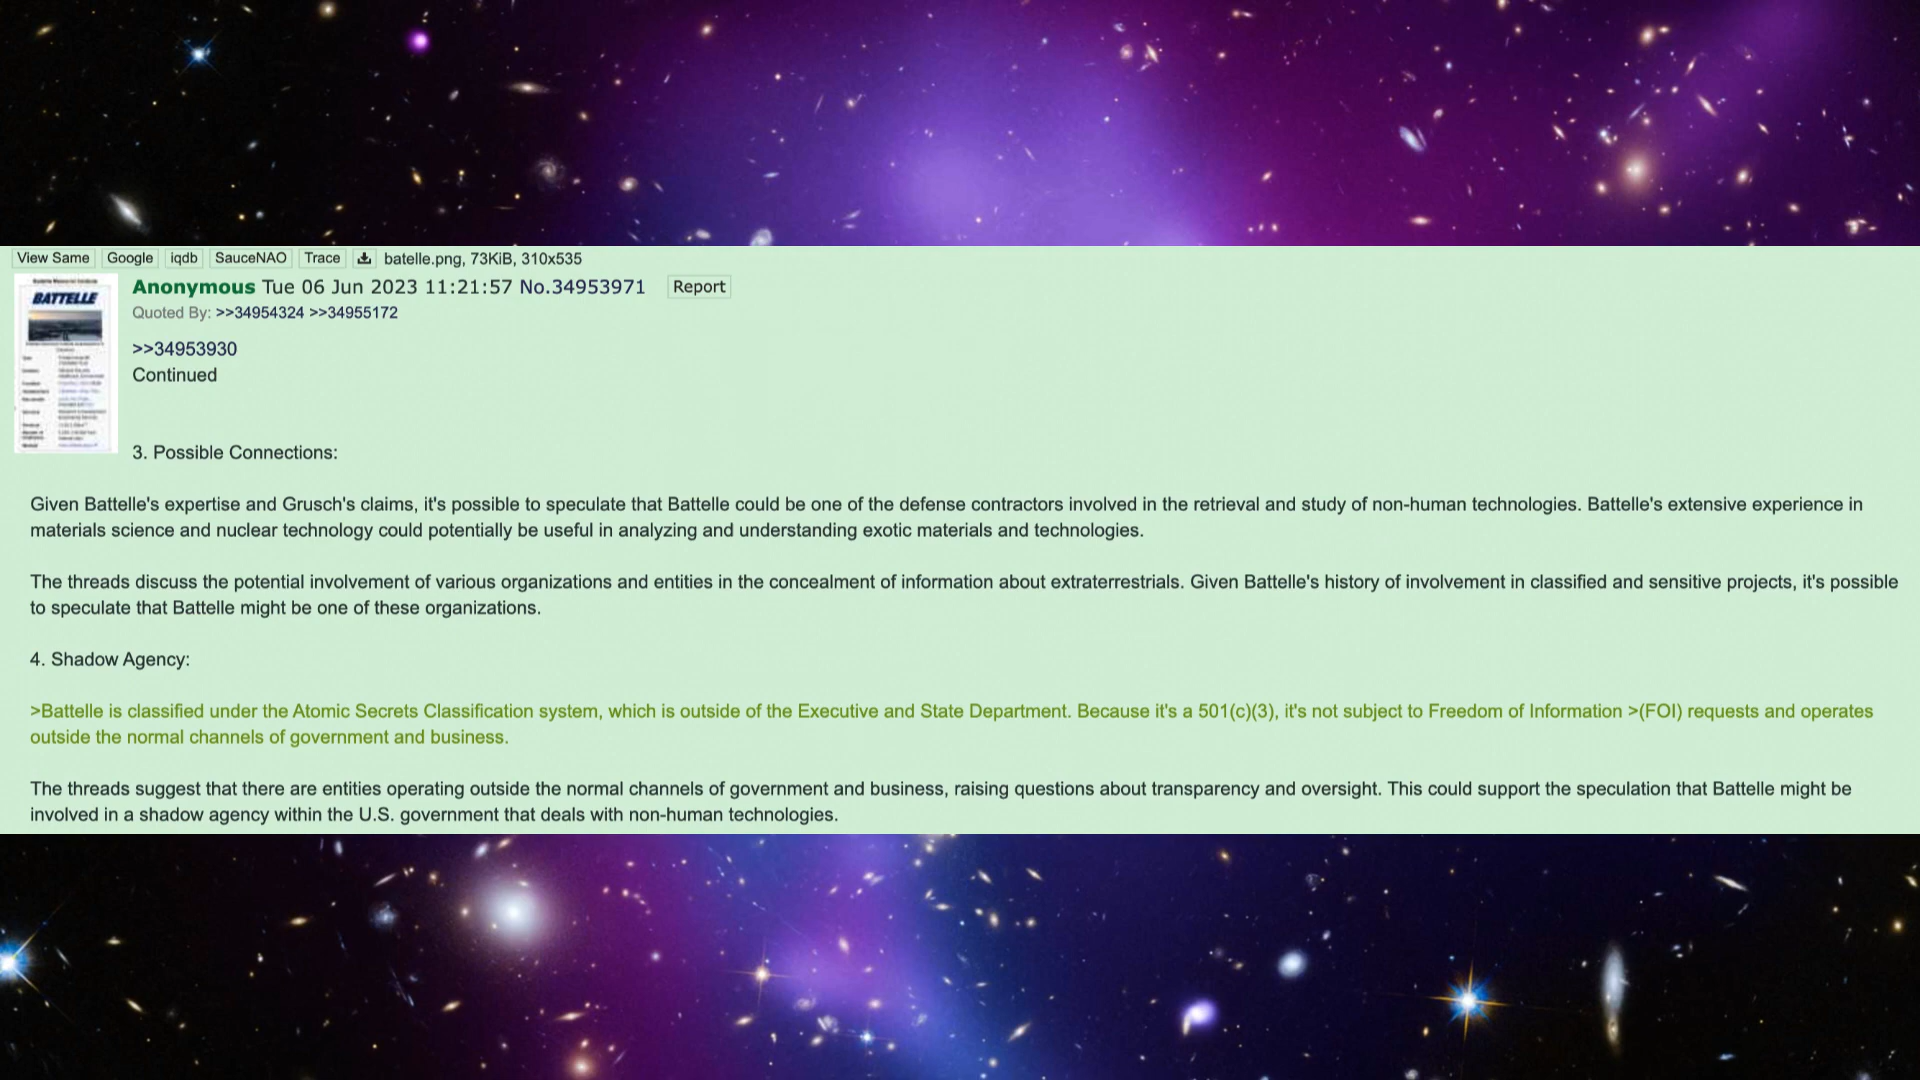 View Same Google iqdb SauceNAO Trace batelle.png, 73KiB, 310x535
BATTELLE
Anonymous Tue 06 Jun 2023 11:21:57 No.34953971 Report
Quoted By: >>34954324 >>34955172
>>34953930
Continued
3. Possible Connections:
Given Battelle's expertise and Grusch's claims, it's possible to speculate that Battelle could be one of the defense contractors involved in the retrieval and study of non-human technologies. Battelle's extensive experience in
materials science and nuclear technology could potentially be useful in analyzing and understanding exotic materials and technologies.
The threads discuss the potential involvement of various organizations and entities in the concealment of information about extraterrestrials. Given Battelle's history of involvement in classified and sensitive projects, it's possible
to speculate that Battelle might be one of these organizations.
4. Shadow Agency:
>Battelle is classified under the Atomic Secrets Classification system, which is outside of the Executive and State Department. Because it's a 501(c)(3), it's not subject to Freedom of Information >(FOI) requests and operates
outside the normal channels of government and business.
The threads suggest that there are entities operating outside the normal channels of government and business, raising questions about transparency and oversight. This could support the speculation that Battelle might be
involved in a shadow agency within the U.S. government that deals with non-human technologies.